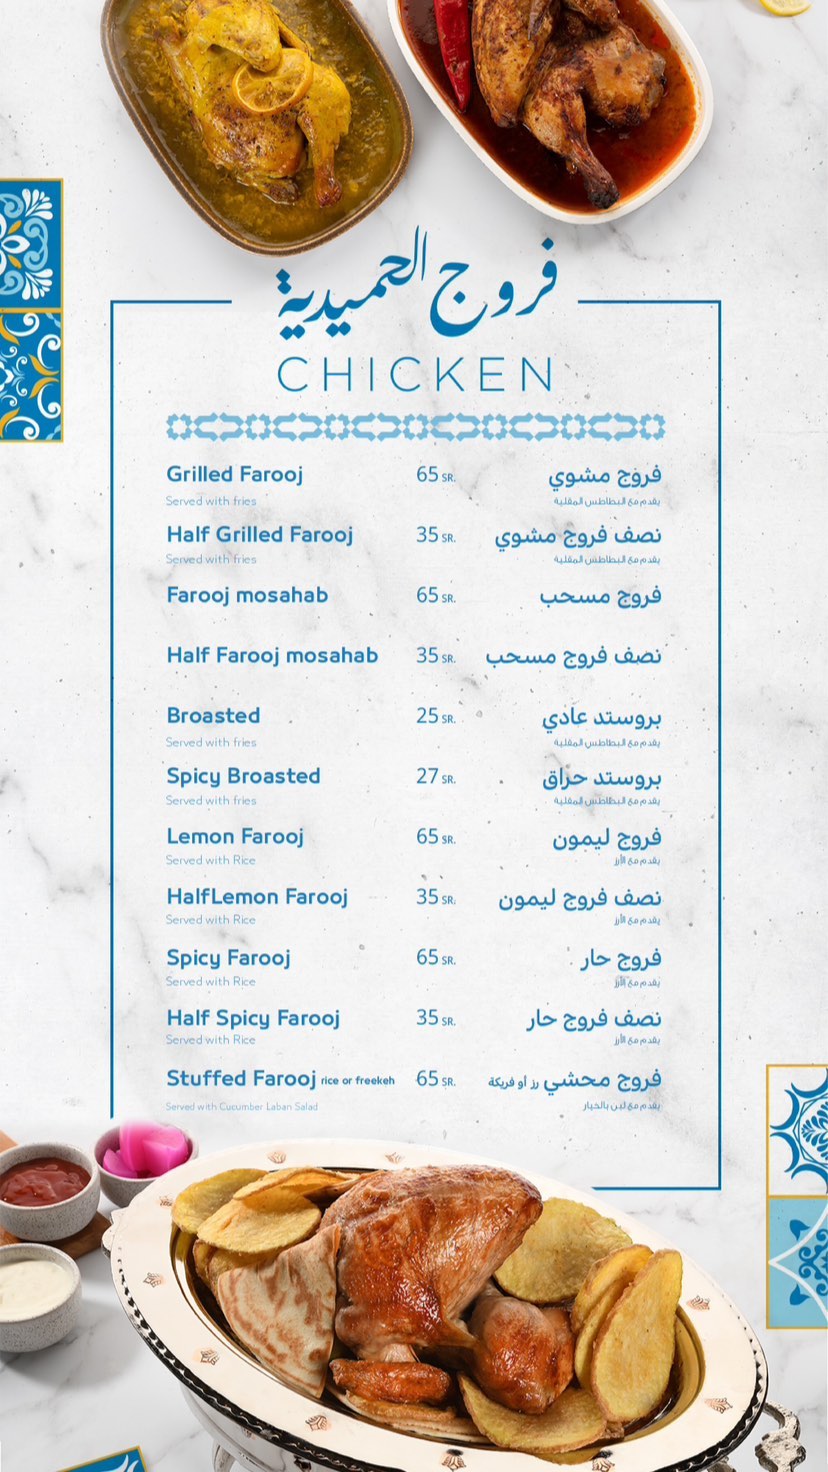 فروج الحميدية
CHICKEN
Grilled Farooj 65 SR. فروج مشوي
Served with fries يقدم مع البطاطس المقلية
Half Grilled Farooj 35 SR. نصف فروج مشوي
Served with fries يقدم مع البطاطس المقلية
Farooj mosahab 65 SR. فروج مسحب
Half Farooj mosahab 35 SR. نصف فروج مسحب
Broasted 25 SR. بروستد عادي
Served with fries يقدم مع البطاطس المقلية
Spicy Broasted 27 SR. بروستد حراق
Served with fries يقدم مع البطاطس المقلية
Lemon Farooj 65 SR. فروج ليمون
Served with Rice يقدم مع الأرز
HalfLemon Farooj 35 SR. نصف فروج ليمون
Served with Rice يقدم مع الأرز
Spicy Farooj 65 SR. فروج حار
Served with Rice يقدم مع الأرز
Half Spicy Farooj 35 SR. نصف فروج حار
Served with Rice يقدم مع الأرز
Stuffed Farooj rice or freekeh 65 SR. فروج محشي رز أو فريكة
Served with Cucumber Laban Salad يقدم مع لبن بالخيار